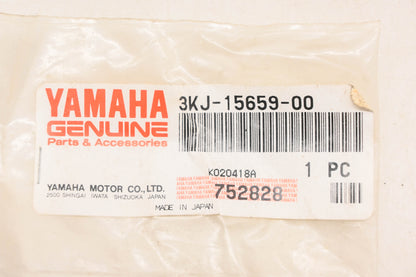 YAMAHA
GENUINE
Parts & Accessories
3KJ-15659-00
K020418A
1 PC
YAMAHA MOTOR CO.,LTD.
2500 SHINGAI IWATA SHIZUOKA JAPAN
752828
MADE IN JAPAN